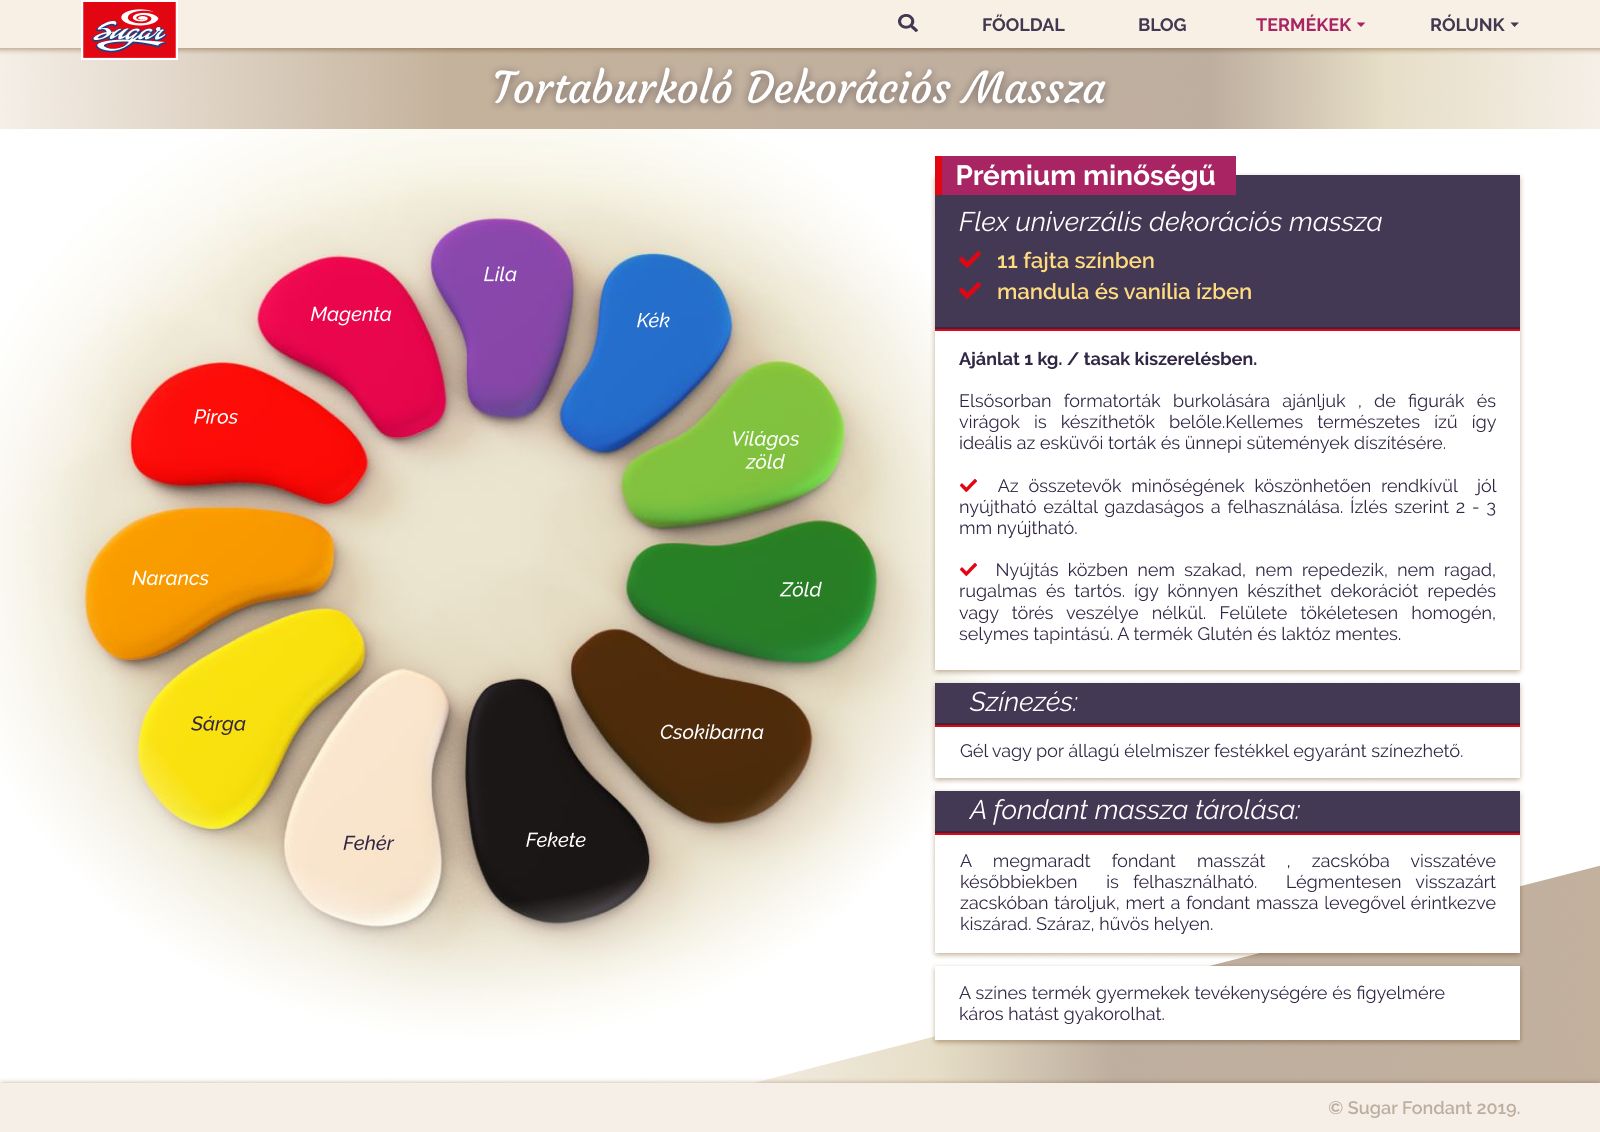 Sugar
FŐOLDAL
BLOG
TERMÉKEK
RÓLUNK
Tortaburkoló Dekorációs Massza
Lila
Magenta
Kék
Piros
Világos
zöld
Narancs
Zöld
Sárga
Csokibarna
Fehér
Fekete
Prémium minőségű
Flex univerzális dekorációs massza
11 fajta színben
mandula és vanília ízben
Ajánlat 1 kg. / tasak kiszerelésben.
Elsősorban formatorták burkolására ajánljuk , de figurák és
virágok is készíthetők belőle.Kellemes természetes ízű így
ideális az esküvői torták és ünnepi sütemények díszítésére.
Az összetevők minőségének köszönhetően rendkívül jól
nyújtható ezáltal gazdaságos a felhasználása. Ízlés szerint 2 - 3
mm nyújtható.
Nyújtás közben nem szakad, nem repedezik, nem ragad,
rugalmas és tartós. így könnyen készíthet dekorációt repedés
vagy törés veszélye nélkül. Felülete tökéletesen homogén,
selymes tapintású. A termék Glutén és laktóz mentes.
Színezés:
Gél vagy por állagú élelmiszer festékkel egyaránt színezhető.
A fondant massza tárolása:
A megmaradt fondant masszát , zacskóba visszatéve
későbbiekben is felhasználható. Légmentesen visszazárt
zacskóban tároljuk, mert a fondant massza levegővel érintkezve
kiszárad. Száraz, hűvös helyen.
A színes termék gyermekek tevékenységére és figyelmére
káros hatást gyakorolhat.
© Sugar Fondant 2019.